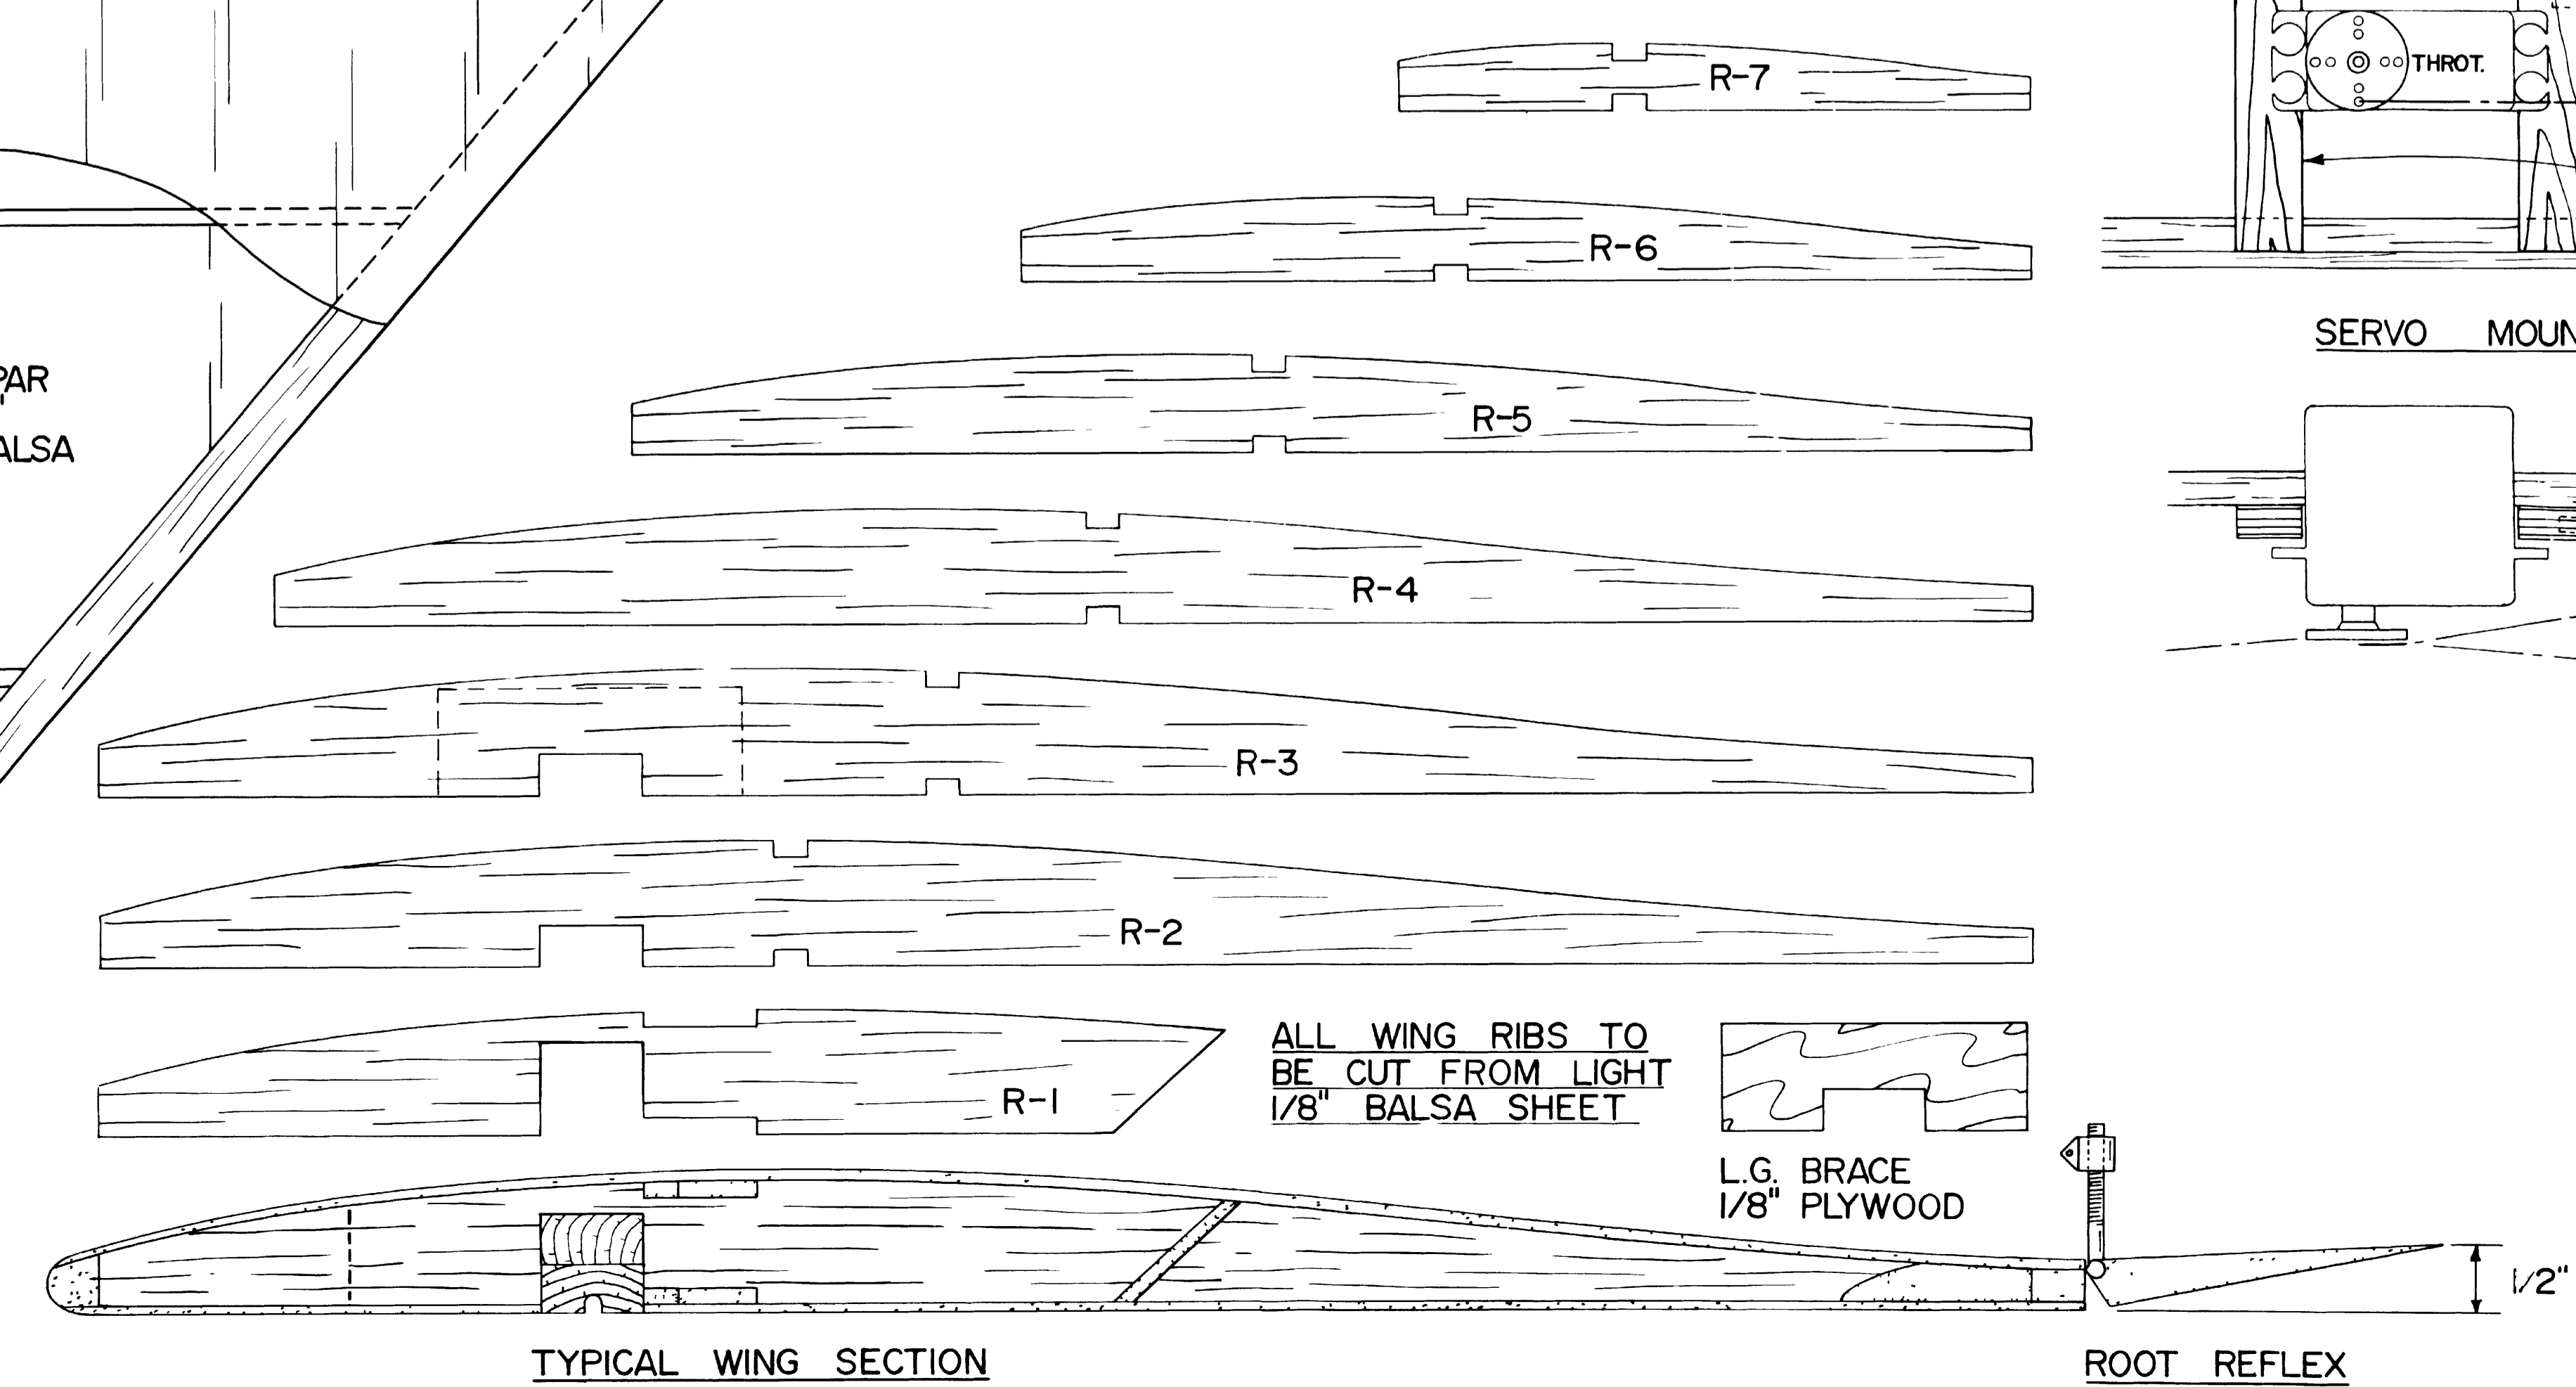 R-7
THROT.
R-6
SERVO MOUN
PAR
R-5
ALSA
R-4
R-3
R-2
ALL WING RIBS TO
BE CUT FROM LIGHT
1/8" BALSA SHEET
R-1
L.G. BRACE
1/8" PLYWOOD
1/2"
TYPICAL WING SECTION
ROOT REFLEX